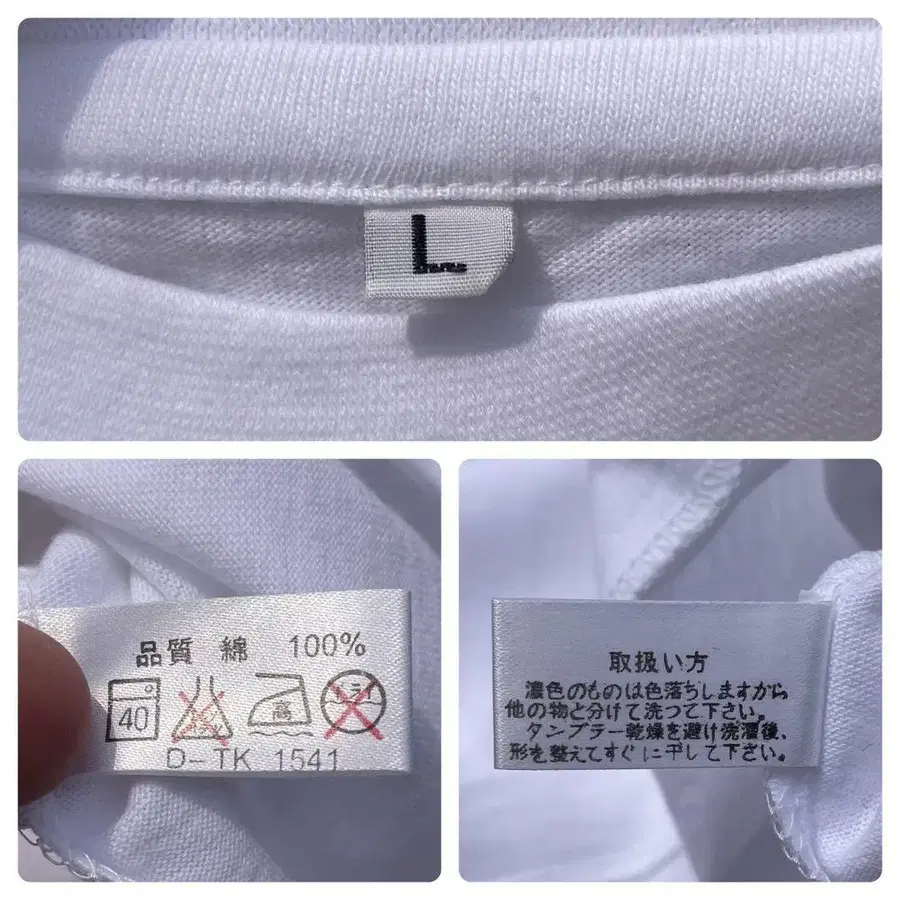 L
品質 綿 100%
40 高 ドライ
D-TK 1541
取扱い方
濃色のものは色落ちしますから
他の物と分けて洗って下さい。
タンブラー乾燥を避け洗濯後、
形を整えてすぐに干して下さい。